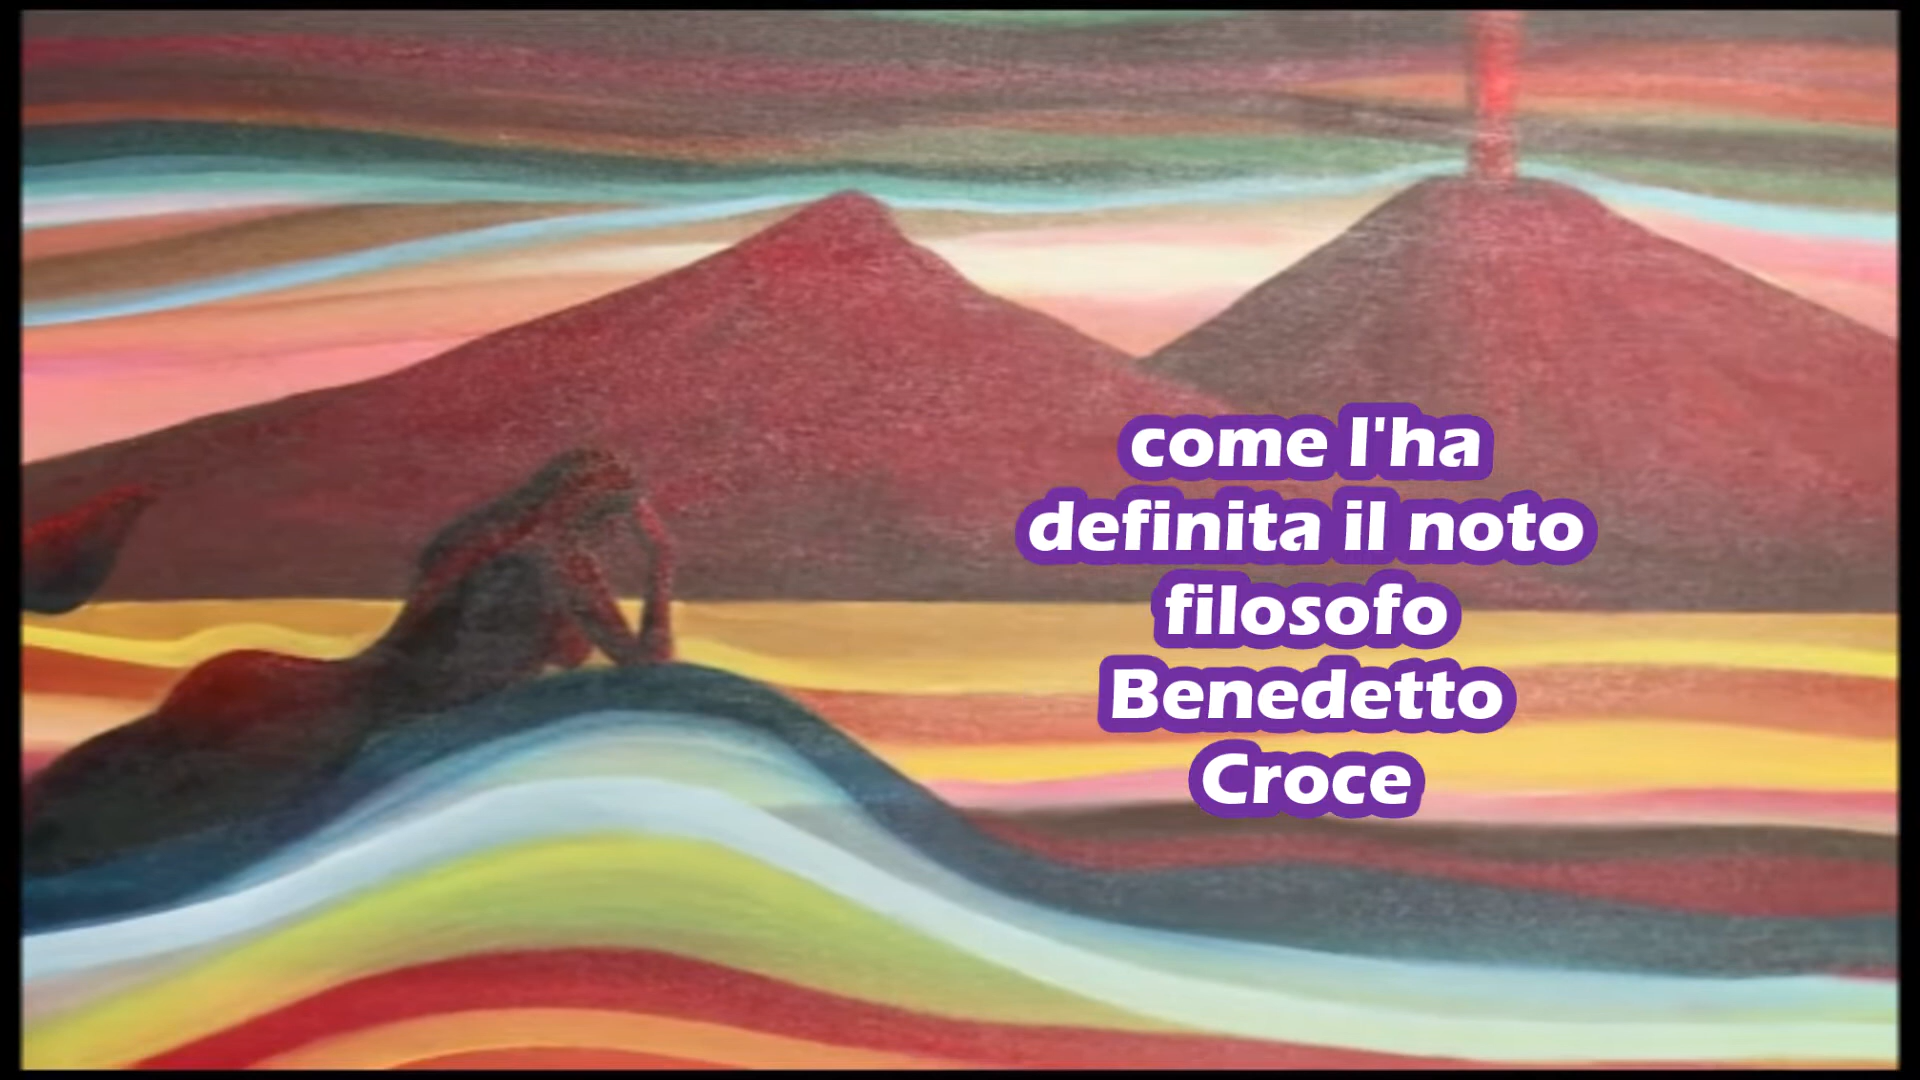 come l'ha
definita il noto
filosofo
Benedetto
Croce